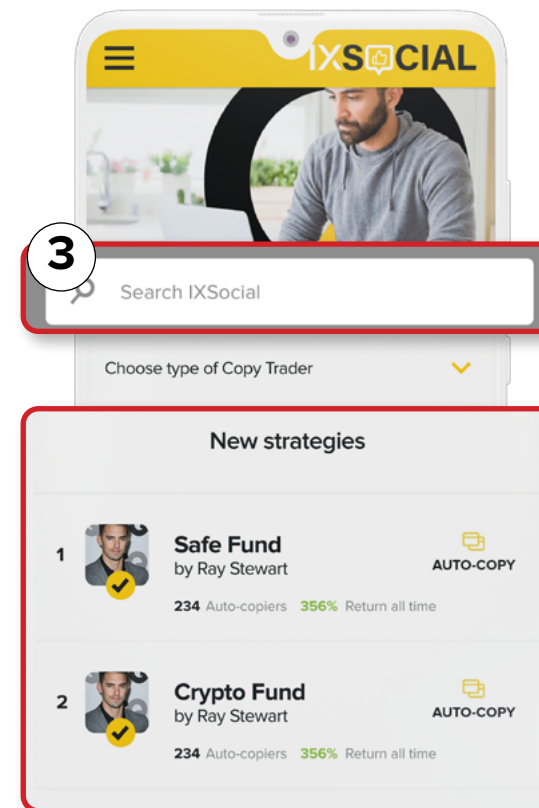 IXSOCIAL
3
Search IXSocial
Choose type of Copy Trader
New strategies
1
Safe Fund
by Ray Stewart
AUTO-COPY
234 Auto-copiers 356% Return all time
2
Crypto Fund
by Ray Stewart
AUTO-COPY
234 Auto-copiers 356% Return all time